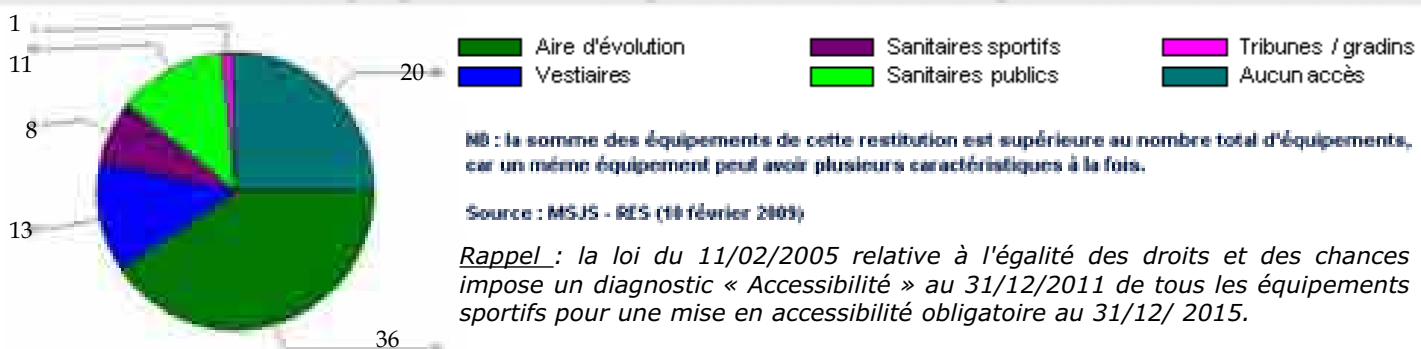 1
11
8
13
20
36
Aire d'évolution
Sanitaires sportifs
Tribunes / gradins
Vestiaires
Sanitaires publics
Aucun accès
NB : la somme des équipements de cette restitution est supérieure au nombre total d'équipements,
car un même équipement peut avoir plusieurs caractéristiques à la fois.
Source : MSJS - RES (10 février 2009)
Rappel : la loi du 11/02/2005 relative à l'égalité des droits et des chances
impose un diagnostic « Accessibilité » au 31/12/2011 de tous les équipements
sportifs pour une mise en accessibilité obligatoire au 31/12/ 2015.